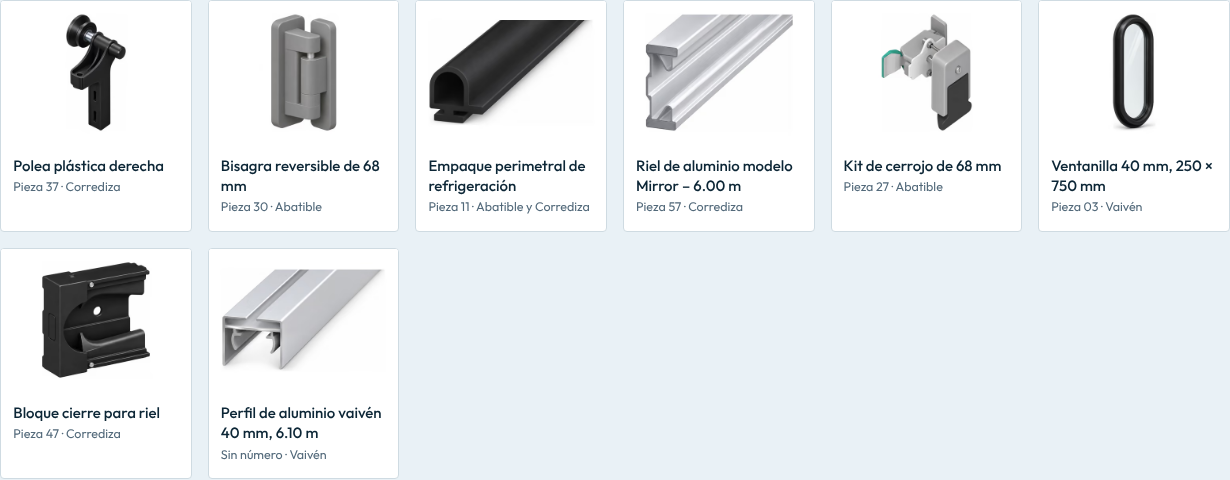 Polea plástica derecha
Pieza 37 · Corrediza
Bisagra reversible de 68
mm
Pieza 30 · Abatible
Empaque perimetral de
refrigeración
Pieza 11 · Abatible y Corrediza
Riel de aluminio modelo
Mirror – 6.00 m
Pieza 57 · Corrediza
Kit de cerrojo de 68 mm
Pieza 27 · Abatible
Ventanilla 40 mm, 250 ×
750 mm
Pieza 03 · Vaivén
Bloque cierre para riel
Pieza 47 · Corrediza
Perfil de aluminio vaivén
40 mm, 6.10 m
Sin número · Vaivén